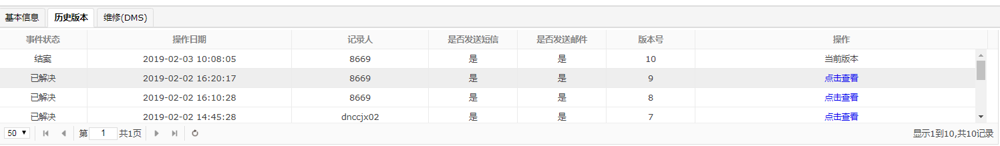 基本信息 历史版本 维修(DMS)
事件状态 操作日期 记录人 是否发送短信 是否发送邮件 版本号 操作
结案 2019-02-03 10:08:05 8669 是 是 10 当前版本
已解决 2019-02-02 16:20:17 8669 是 是 9 点击查看
已解决 2019-02-02 16:10:28 8669 是 是 8 点击查看
已解决 2019-02-02 14:45:28 dnccjx02 是 是 7 点击查看
50 第 1 共1页 显示1到10,共10记录